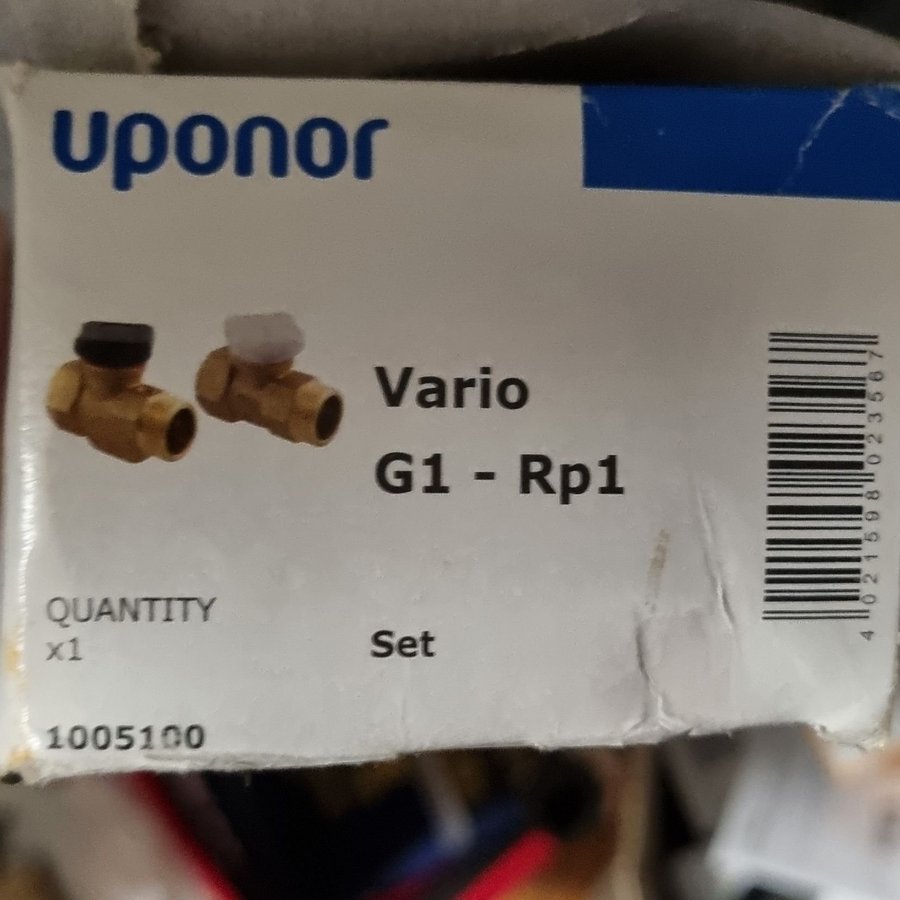 uponor
Vario
G1 - Rp1
QUANTITY
x1
Set
1005100
4 021598 023567